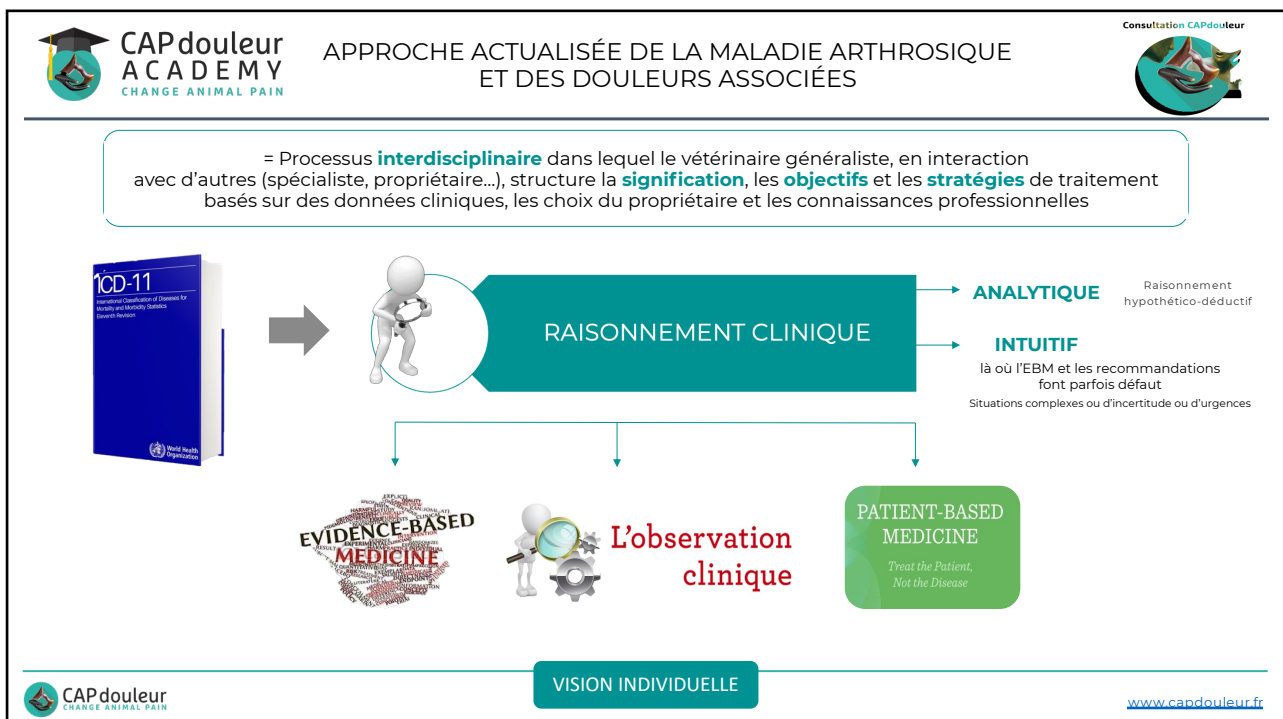 CAPdouleur
ACADEMY
CHANGE ANIMAL PAIN
APPROCHE ACTUALISÉE DE LA MALADIE ARTHROSIQUE
ET DES DOULEURS ASSOCIÉES
Consultation CAPdouleur
= Processus interdisciplinaire dans lequel le vétérinaire généraliste, en interaction
avec d'autres (spécialiste, propriétaire…), structure la signification, les objectifs et les stratégies de traitement
basés sur des données cliniques, les choix du propriétaire et les connaissances professionnelles
ICD-11
International Classification of Diseases for
Mortality and Morbidity Statistics
Eleventh Revision
World Health
Organization
RAISONNEMENT CLINIQUE
ANALYTIQUE
Raisonnement
hypothético-déductif
INTUITIF
là où l'EBM et les recommandations
font parfois défaut
Situations complexes ou d'incertitude ou d'urgences
EVIDENCE-BASED
MEDICINE
L'observation
clinique
PATIENT-BASED
MEDICINE
Treat the Patient,
Not the Disease
VISION INDIVIDUELLE
CAPdouleur
CHANGE ANIMAL PAIN
www.capdouleur.fr